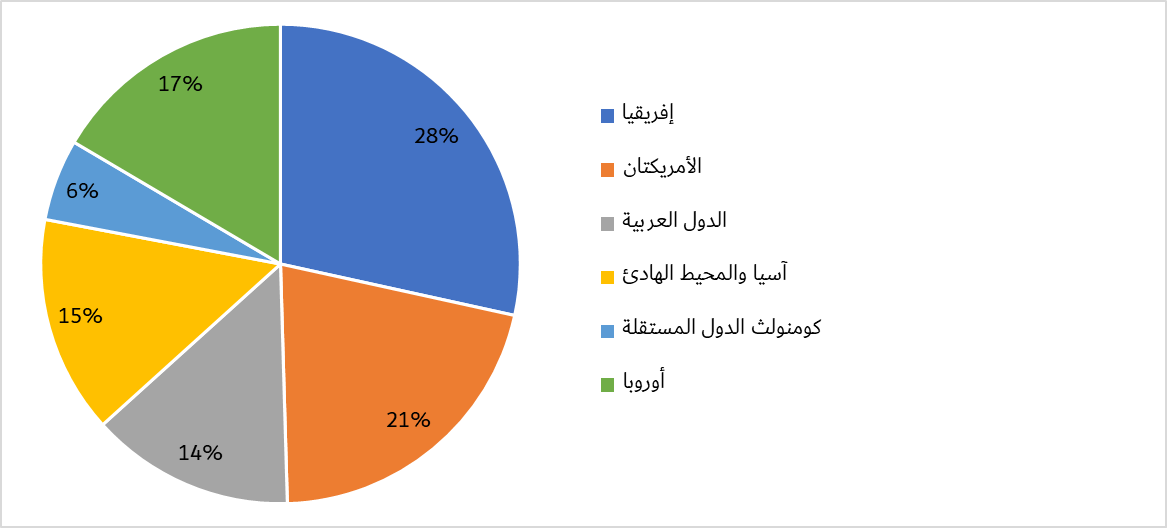 17%
28%
6%
15%
14%
21%
إفريقيا
الأمريكتان
الدول العربية
آسيا والمحيط الهادئ
كومنولث الدول المستقلة
أوروبا